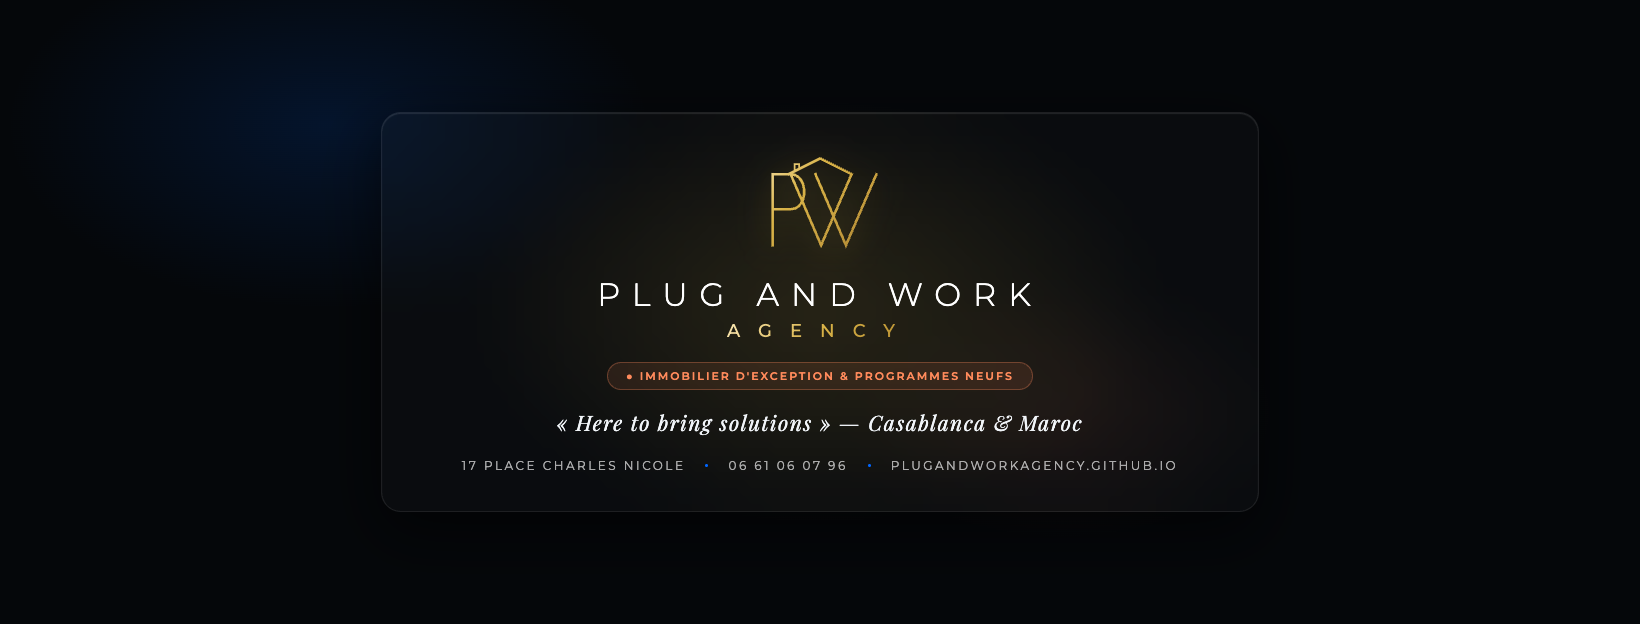 PW
PLUG AND WORK
AGENCY
• IMMOBILIER D'EXCEPTION & PROGRAMMES NEUFS
« Here to bring solutions » — Casablanca & Maroc
17 PLACE CHARLES NICOLE • 06 61 06 07 96 • PLUGANDWORKAGENCY.GITHUB.IO